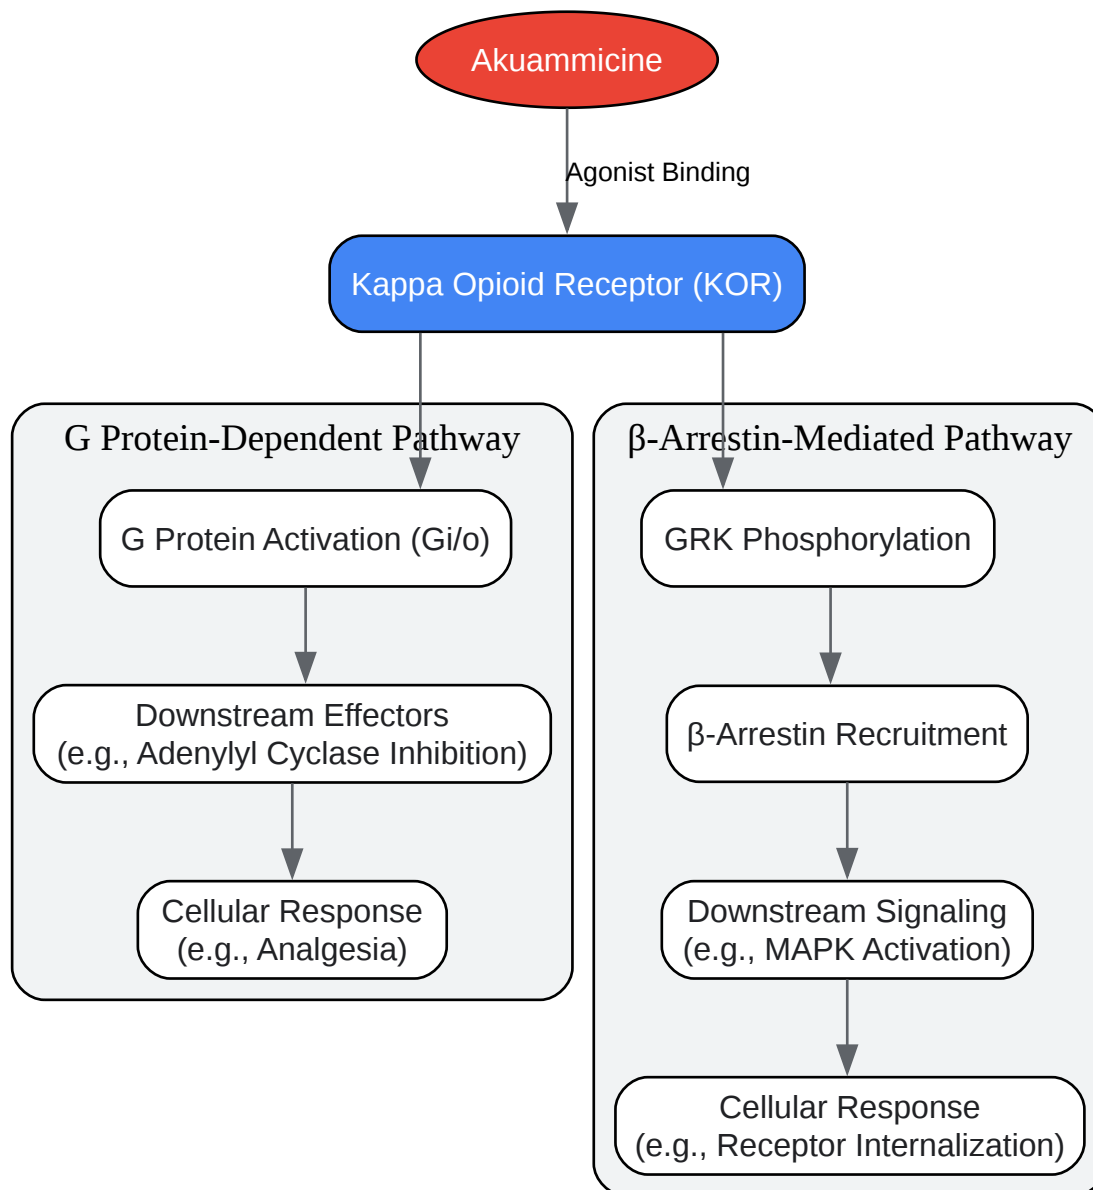 Akuammicine
Agonist Binding
Kappa Opioid Receptor (KOR)
G Protein-Dependent Pathway
G Protein Activation (Gi/o)
Downstream Effectors
(e.g., Adenylyl Cyclase Inhibition)
Cellular Response
(e.g., Analgesia)
β-Arrestin-Mediated Pathway
GRK Phosphorylation
β-Arrestin Recruitment
Downstream Signaling
(e.g., MAPK Activation)
Cellular Response
(e.g., Receptor Internalization)